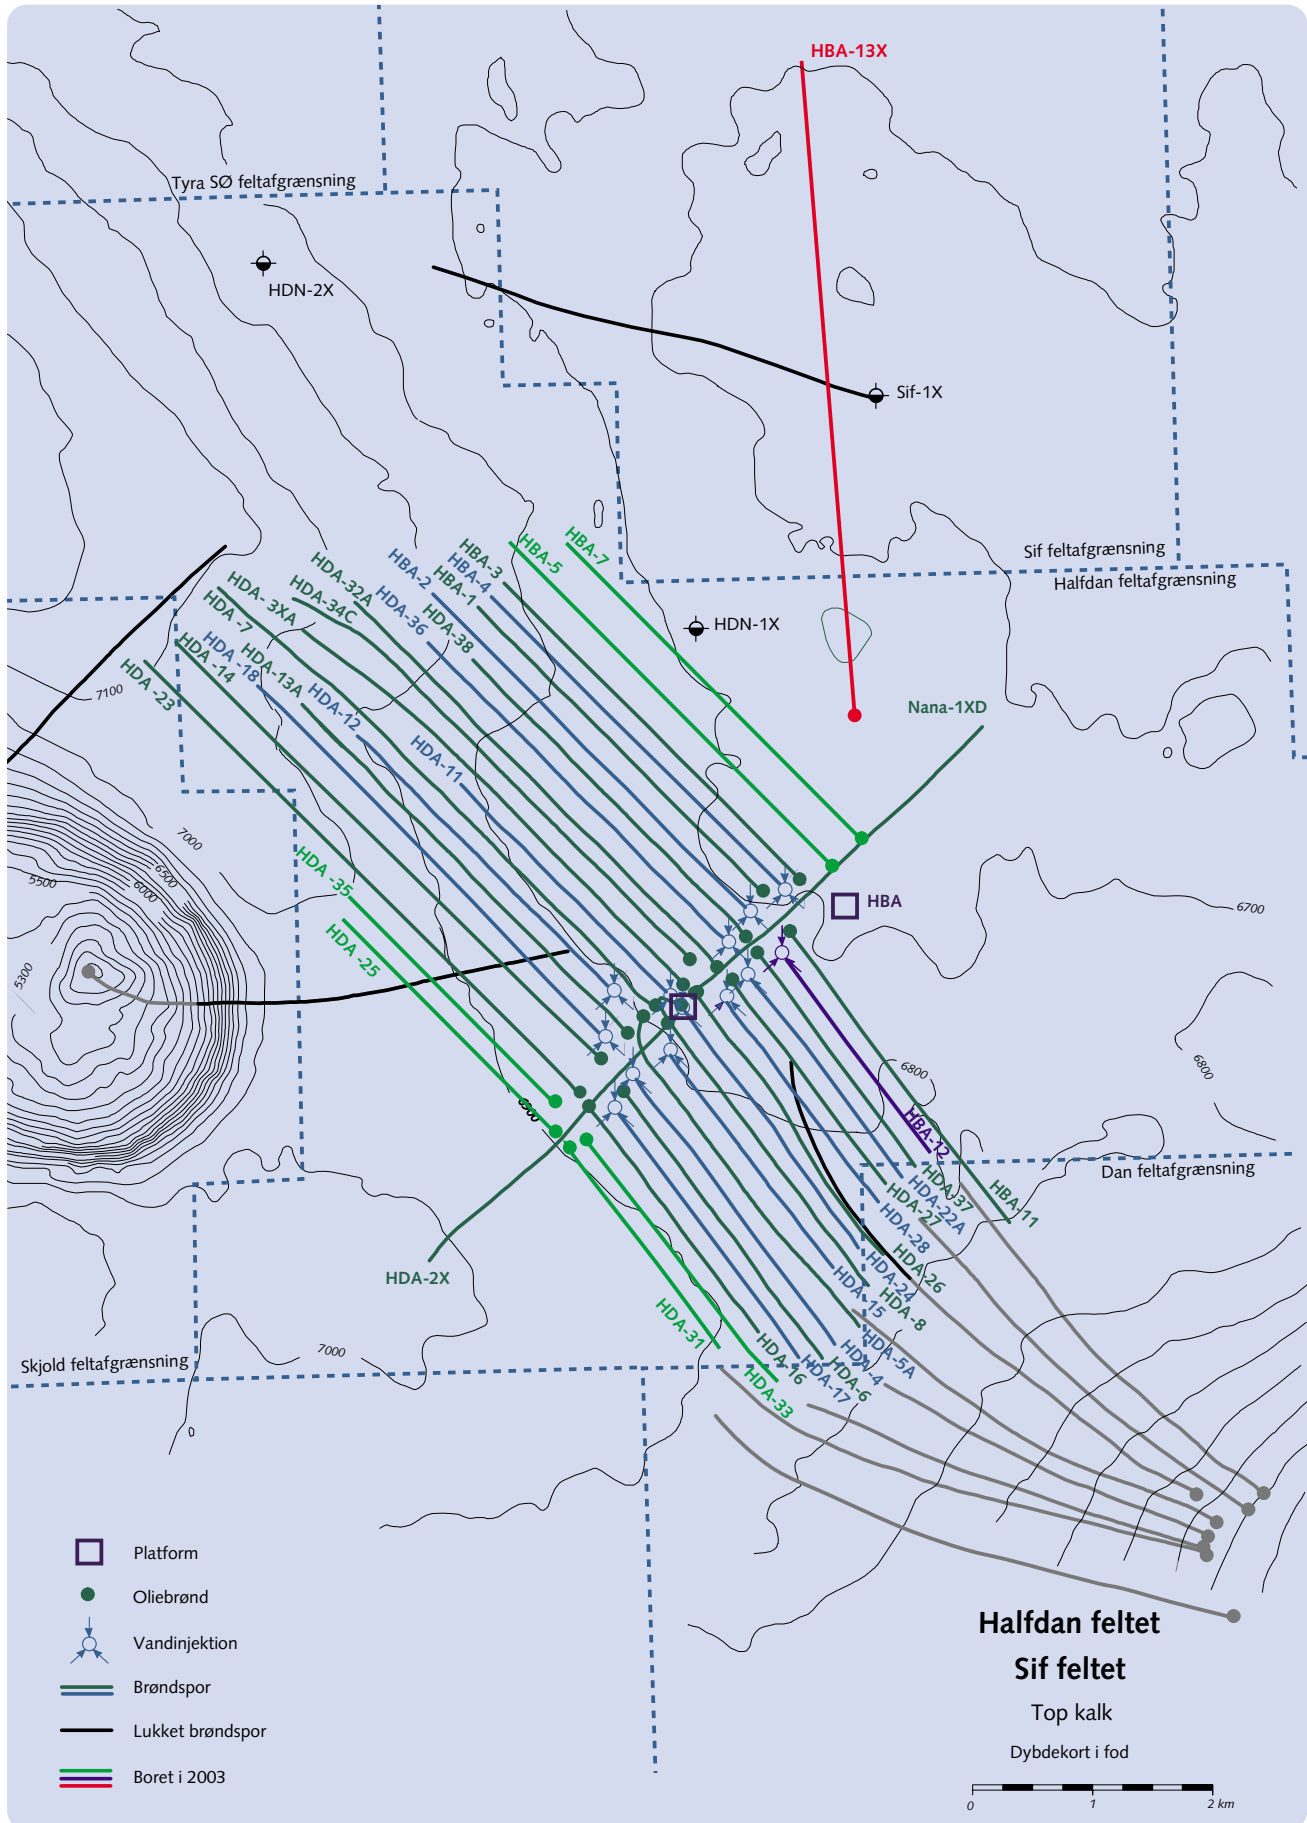 HBA-13X
Tyra SØ feltafgrænsning
HDN-2X
Sif-1X
Sif feltafgrænsning
Halfdan feltafgrænsning
HDN-1X
HBA-7
HBA-5
HBA-3
HBA-4
HBA-1
HBA-2
HDA-38
HDA-36
HDA-32A
HDA-34C
HDA- 3XA
HDA -7
HDA -18
HDA -14
HDA-13A
HDA -23
HDA-12
HDA-11
Nana-1XD
7100
7000
6500
6000
5500
5300
HDA -35
HDA -25
HBA
6700
6800
6800
6900
HBA-12
Dan feltafgrænsning
HBA-11
HDA-37
HDA-22A
HDA-27
HDA-28
HDA-26
HDA-24
HDA-15
HDA-8
HDA-5A
HDA-4
HDA-6
HDA-17
HDA-16
HDA-33
HDA-31
HDA-2X
7000
Skjold feltafgrænsning
Platform
Oliebrønd
Vandinjektion
Brøndspor
Lukket brøndspor
Boret i 2003
Halfdan feltet
Sif feltet
Top kalk
Dybdekort i fod
0 1 2 km